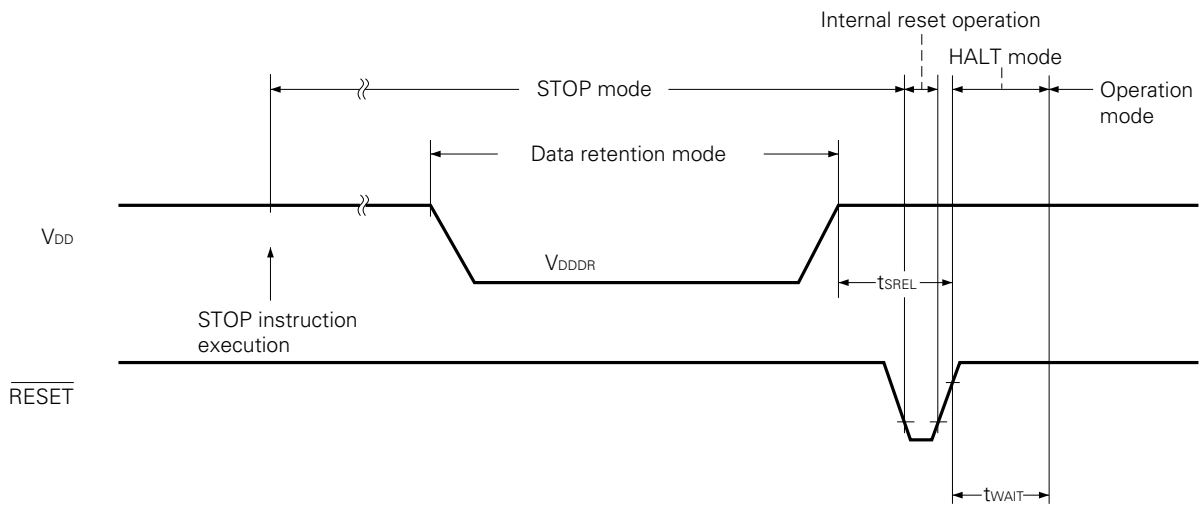 Internal reset operation
HALT mode
STOP mode
Operation
mode
Data retention mode
VDD
VDDDR
tSREL
STOP instruction
execution
RESET
tWAIT